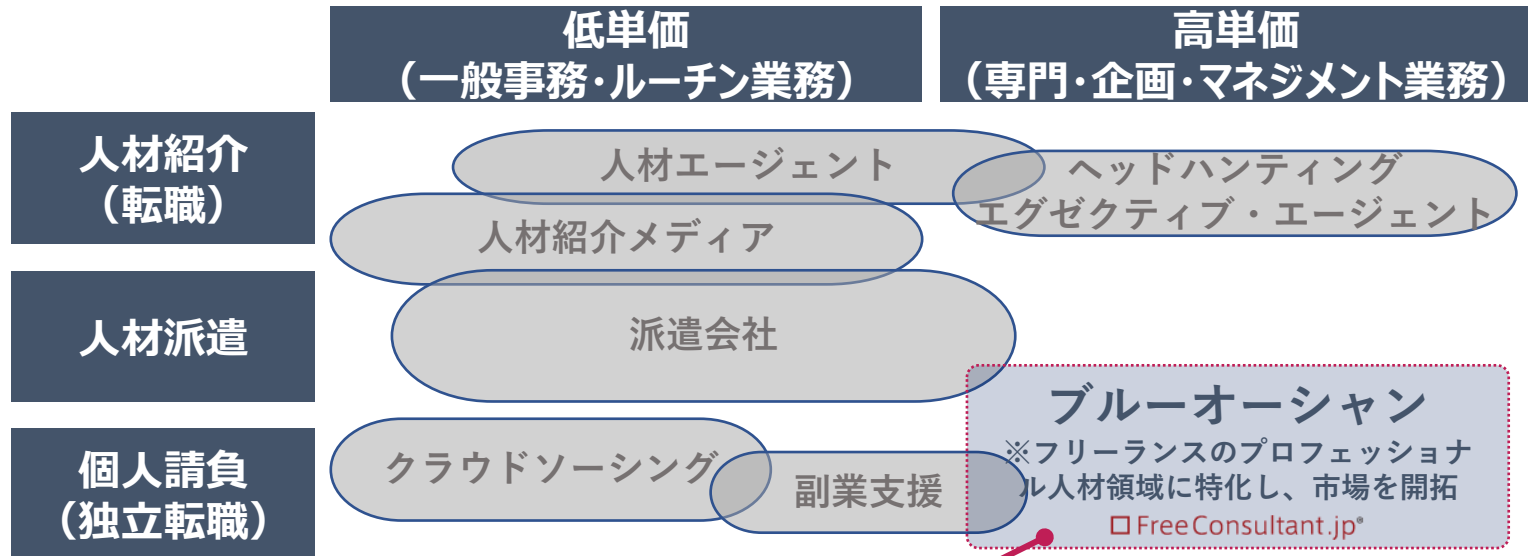 低単価
（一般事務・ルーチン業務）
高単価
（専門・企画・マネジメント業務）
人材紹介
（転職）
人材エージェント
ヘッドハンティング
エグゼクティブ・エージェント
人材紹介メディア
人材派遣
派遣会社
ブルーオーシャン
※フリーランスのプロフェッショナ
ル人材領域に特化し、市場を開拓
FreeConsultant.jp®
個人請負
（独立転職）
クラウドソーシング
副業支援